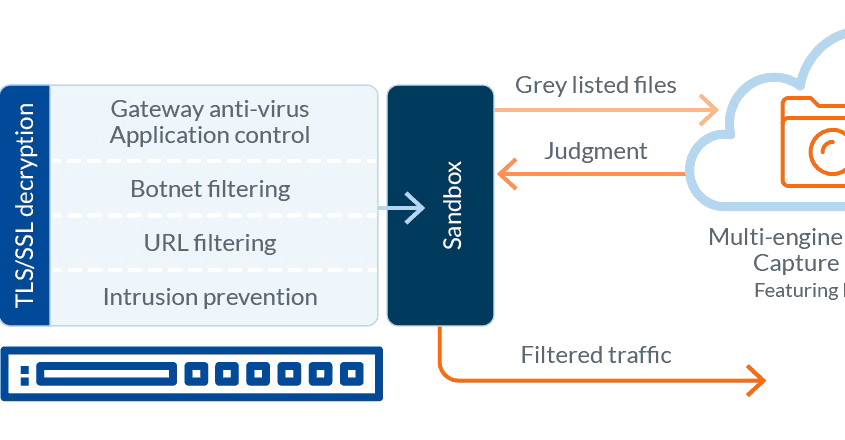 TLS/SSL decryption
Gateway anti-virus
Application control
Botnet filtering
URL filtering
Intrusion prevention
Sandbox
Grey listed files
Judgment
Filtered traffic
Multi-engine
Capture
Featuring